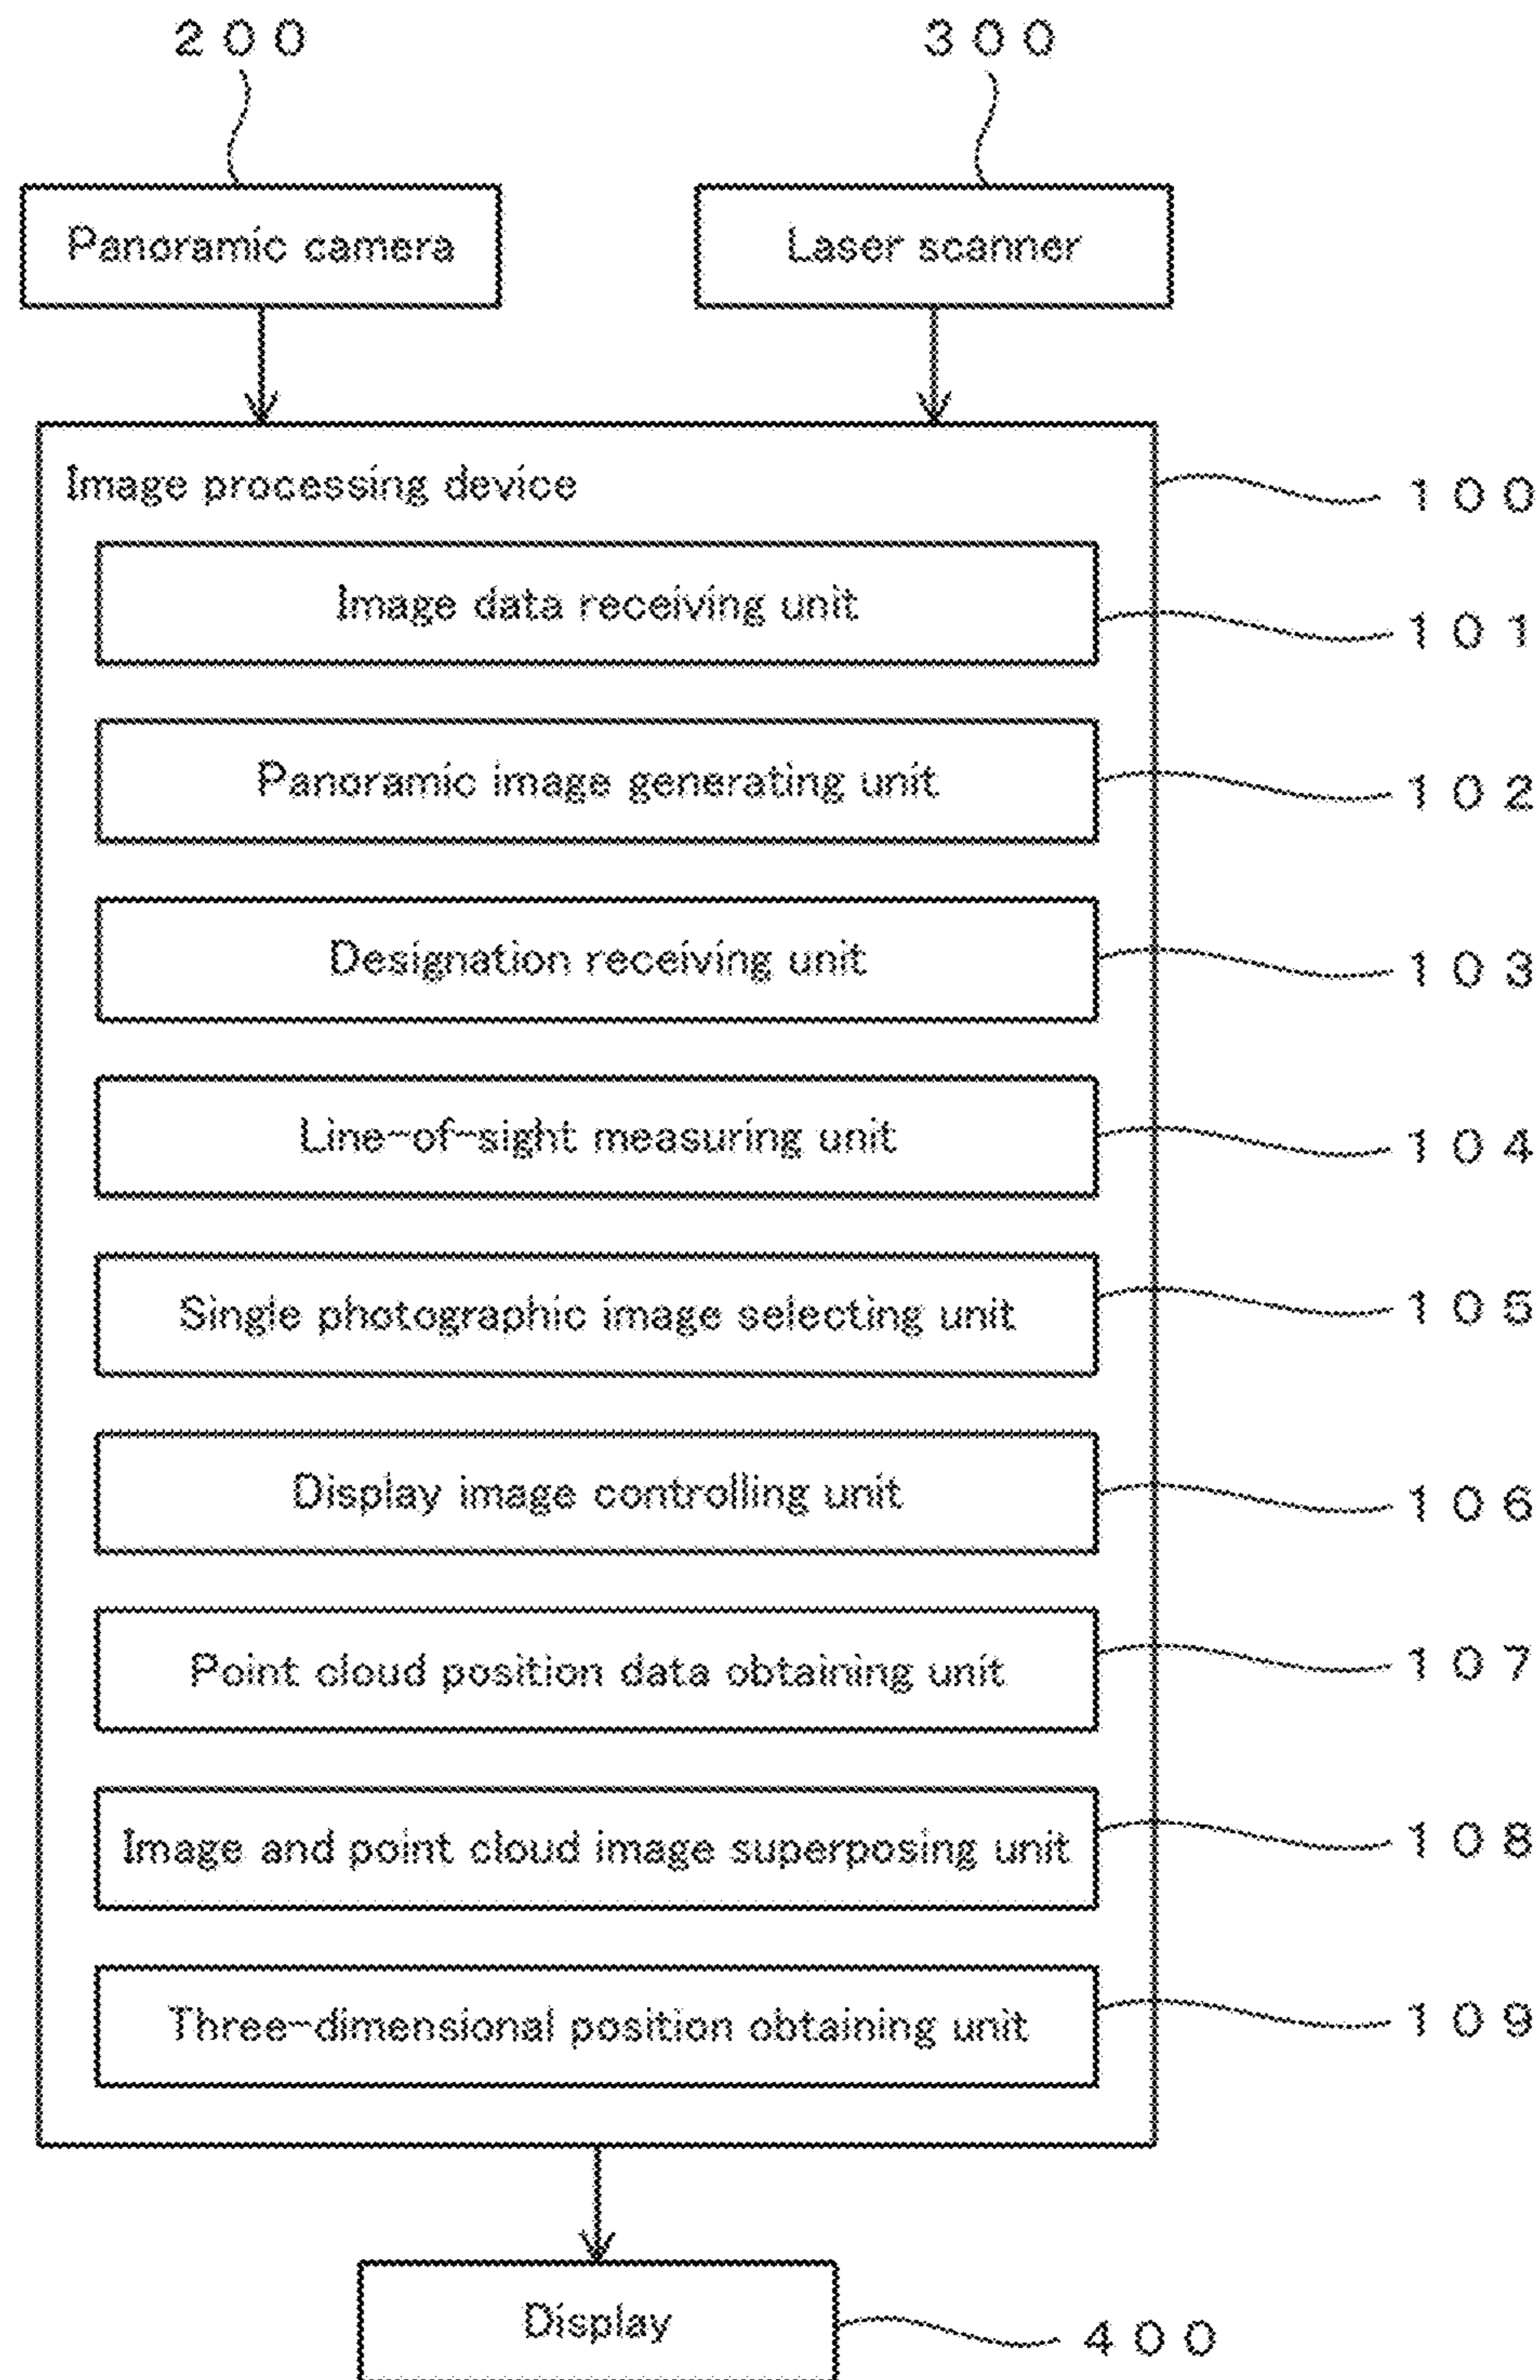 ２００
３００
Panoramic camera
Laser scanner
Image processing device
１００
Image data receiving unit
１０１
Panoramic image generating unit
１０２
Designation receiving unit
１０３
Line-of-sight measuring unit
１０４
Single photographic image selecting unit
１０５
Display image controlling unit
１０６
Point cloud position data obtaining unit
１０７
Image and point cloud image superposing unit
１０８
Three-dimensional position obtaining unit
１０９
Display
４００